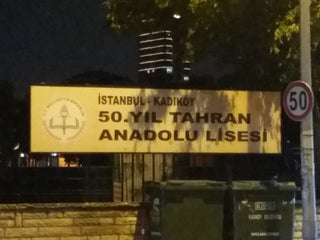 İSTANBUL - KADIKÖY
50.YIL TAHRAN
ANADOLU LİSESİ
50